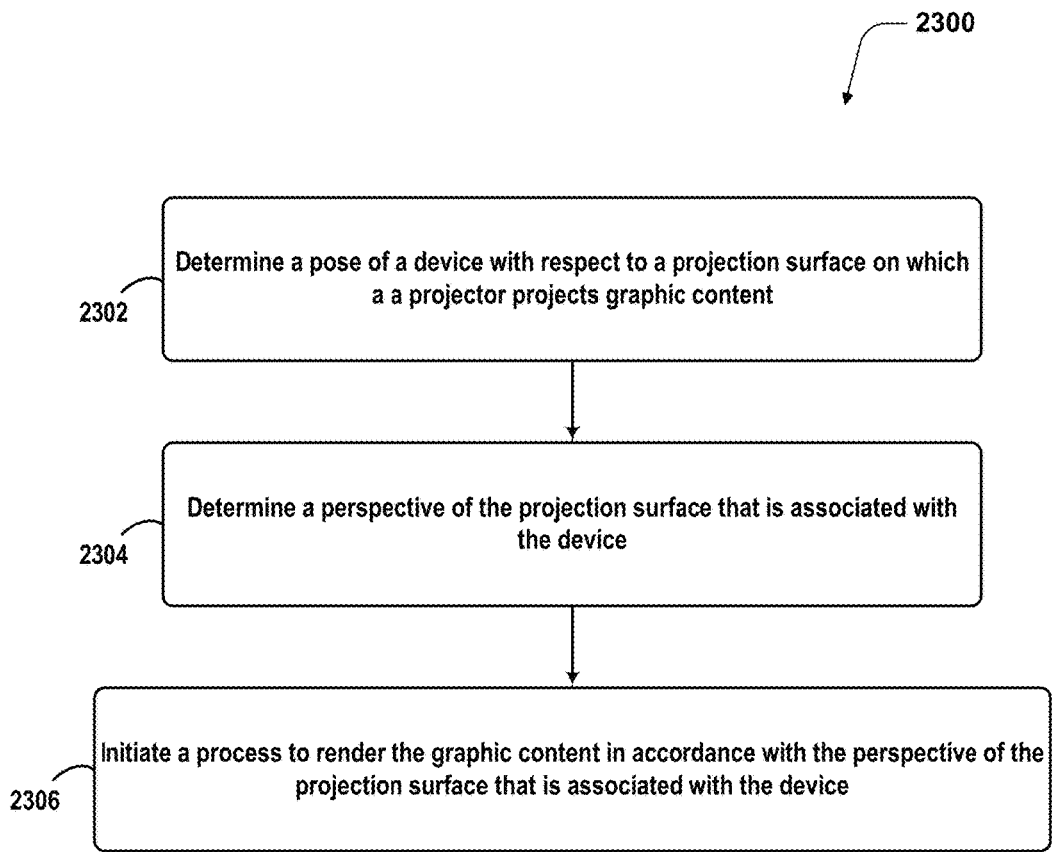 2300
Determine a pose of a device with respect to a projection surface on which
a a projector projects graphic content
2302
Determine a perspective of the projection surface that is associated with
the device
2304
Initiate a process to render the graphic content in accordance with the perspective of the
projection surface that is associated with the device
2306